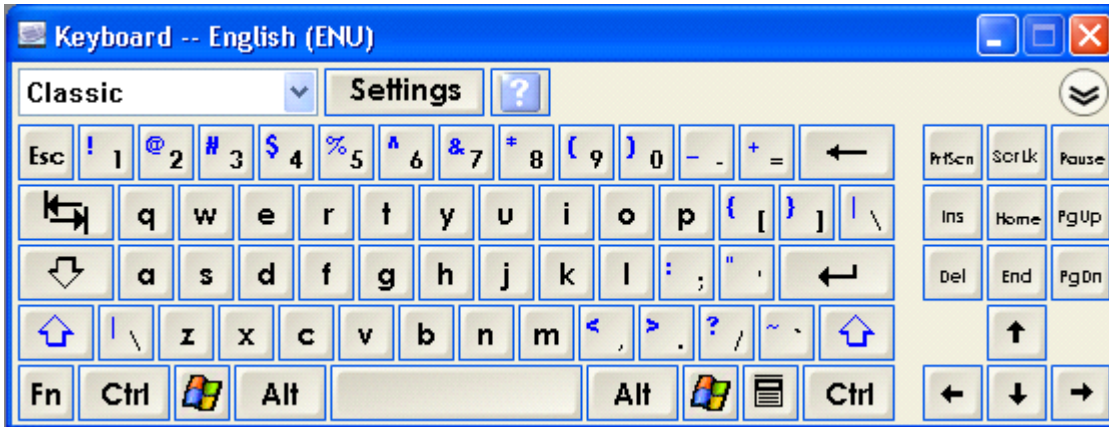 Keyboard -- English (ENU)
Classic Settings ?
Esc ! 1 @ 2 # 3 $ 4 % 5 ^ 6 & 7 * 8 ( 9 ) 0 _ - + = PrtScn ScrLk Pause
q w e r t y u i o p { [ } ] | \ Ins Home PgUp
a s d f g h j k l : ; " ' Del End PgDn
| \ z x c v b n m < , > . ? / ~ `
Fn Ctrl Alt Alt Ctrl